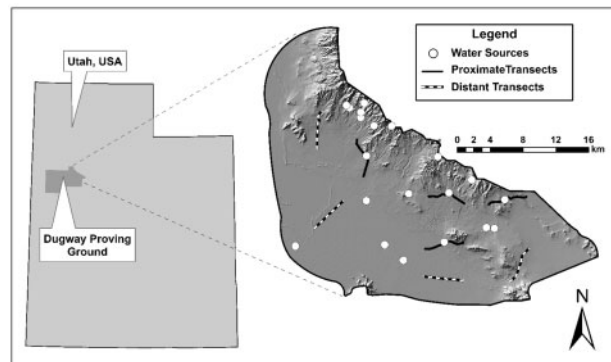 Utah, USA
Dugway Proving
Ground
Legend
Water Sources
ProximateTransects
Distant Transects
0 2 4 8 12 16
km
N